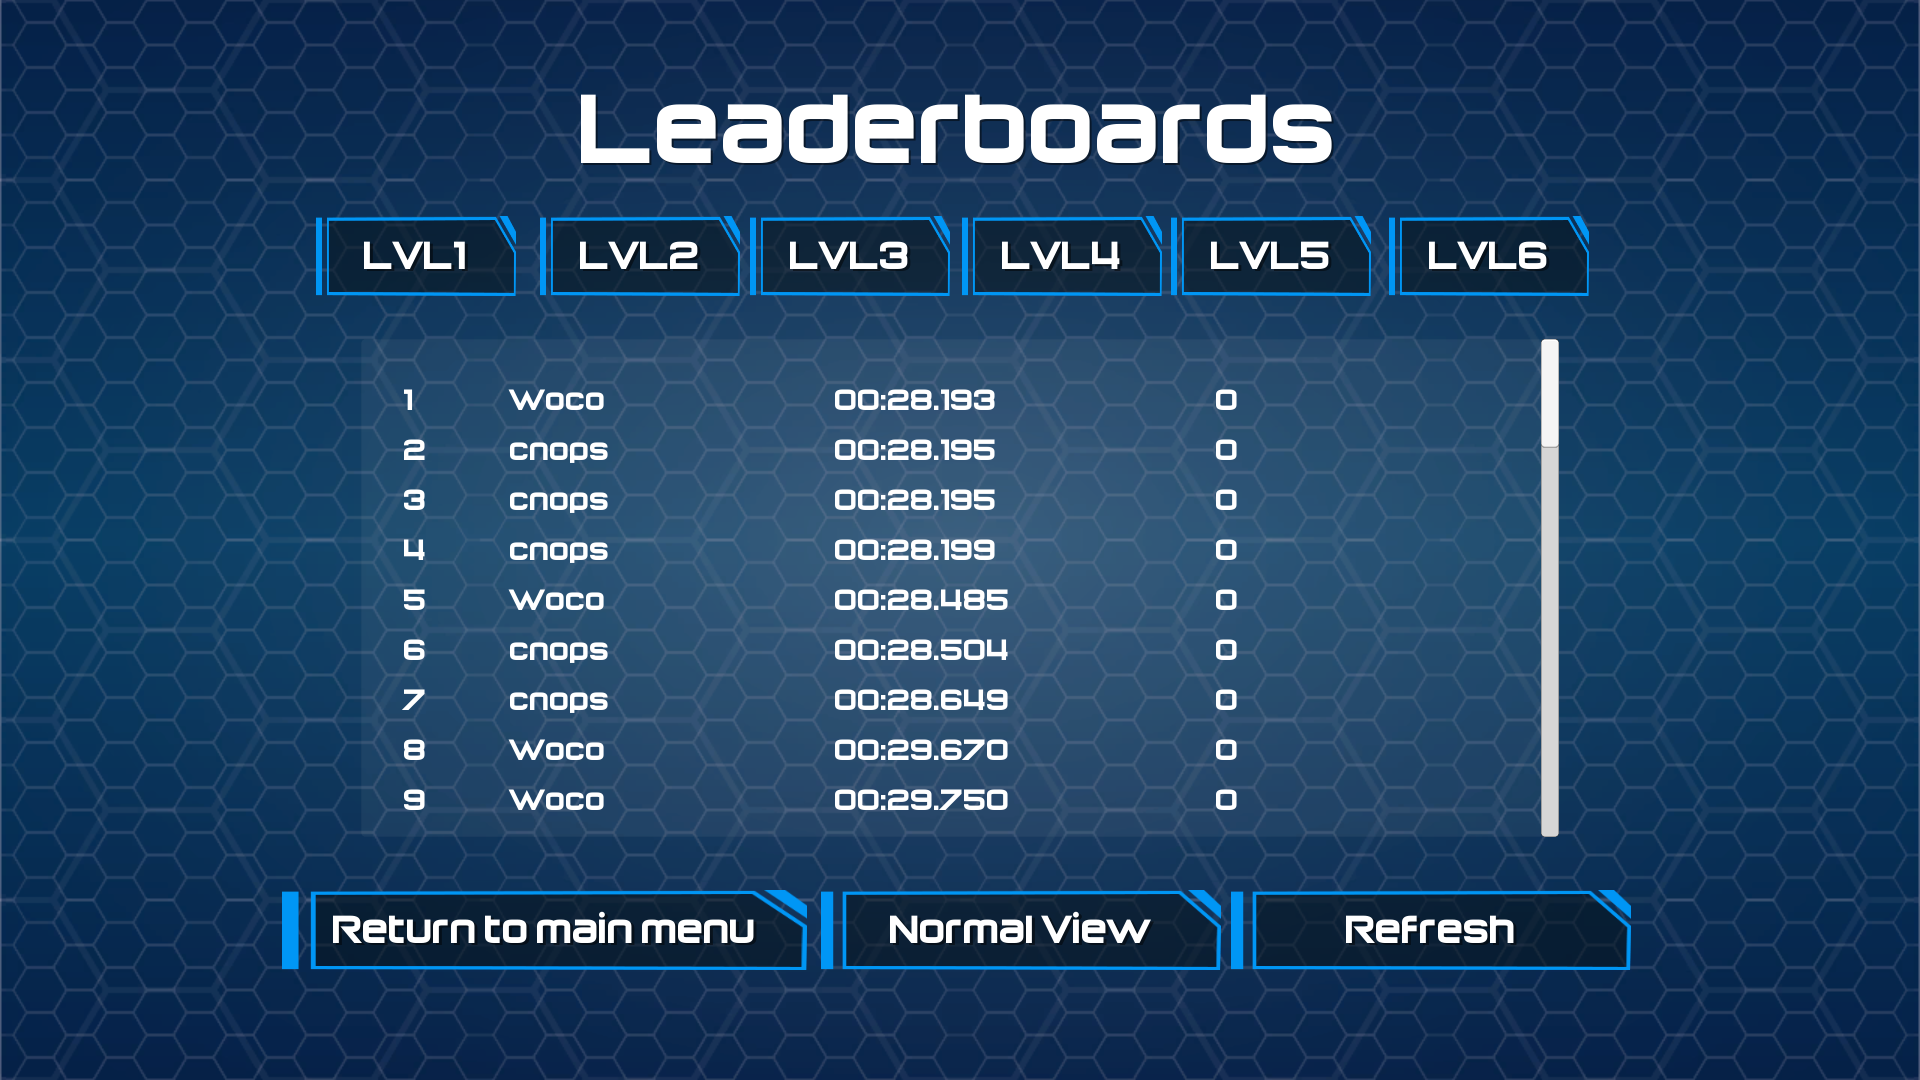 Leaderboards
LVL1 LVL2 LVL3 LVL4 LVL5 LVL6
1 Woco 00:28.193 0
2 cnops 00:28.195 0
3 cnops 00:28.195 0
4 cnops 00:28.199 0
5 Woco 00:28.485 0
6 cnops 00:28.504 0
7 cnops 00:28.649 0
8 Woco 00:29.670 0
9 Woco 00:29.750 0
Return to main menu Normal View Refresh